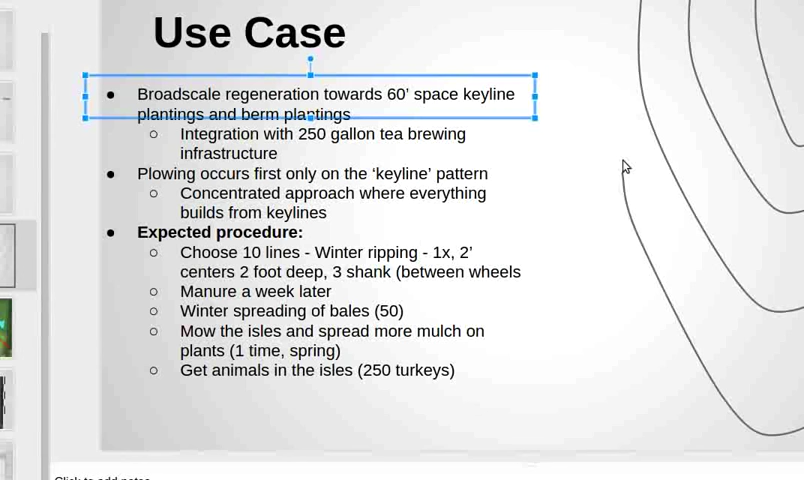 Use Case
Broadscale regeneration towards 60’ space keyline
plantings and berm plantings
Integration with 250 gallon tea brewing
infrastructure
Plowing occurs first only on the ‘keyline’ pattern
Concentrated approach where everything
builds from keylines
Expected procedure:
Choose 10 lines - Winter ripping - 1x, 2’
centers 2 foot deep, 3 shank (between wheels
Manure a week later
Winter spreading of bales (50)
Mow the isles and spread more mulch on
plants (1 time, spring)
Get animals in the isles (250 turkeys)
Click to add notes